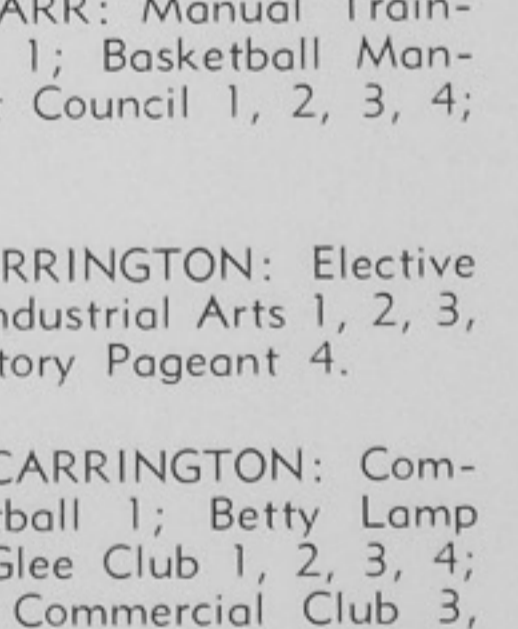 ARR: Manual Train-
1; Basketball Man-
Council 1, 2, 3, 4;
RRINGTON: Elective
ndustrial Arts 1, 2, 3,
tory Pageant 4.
CARRINGTON: Com-
ball 1; Betty Lamp
Glee Club 1, 2, 3, 4;
Commercial Club 3,